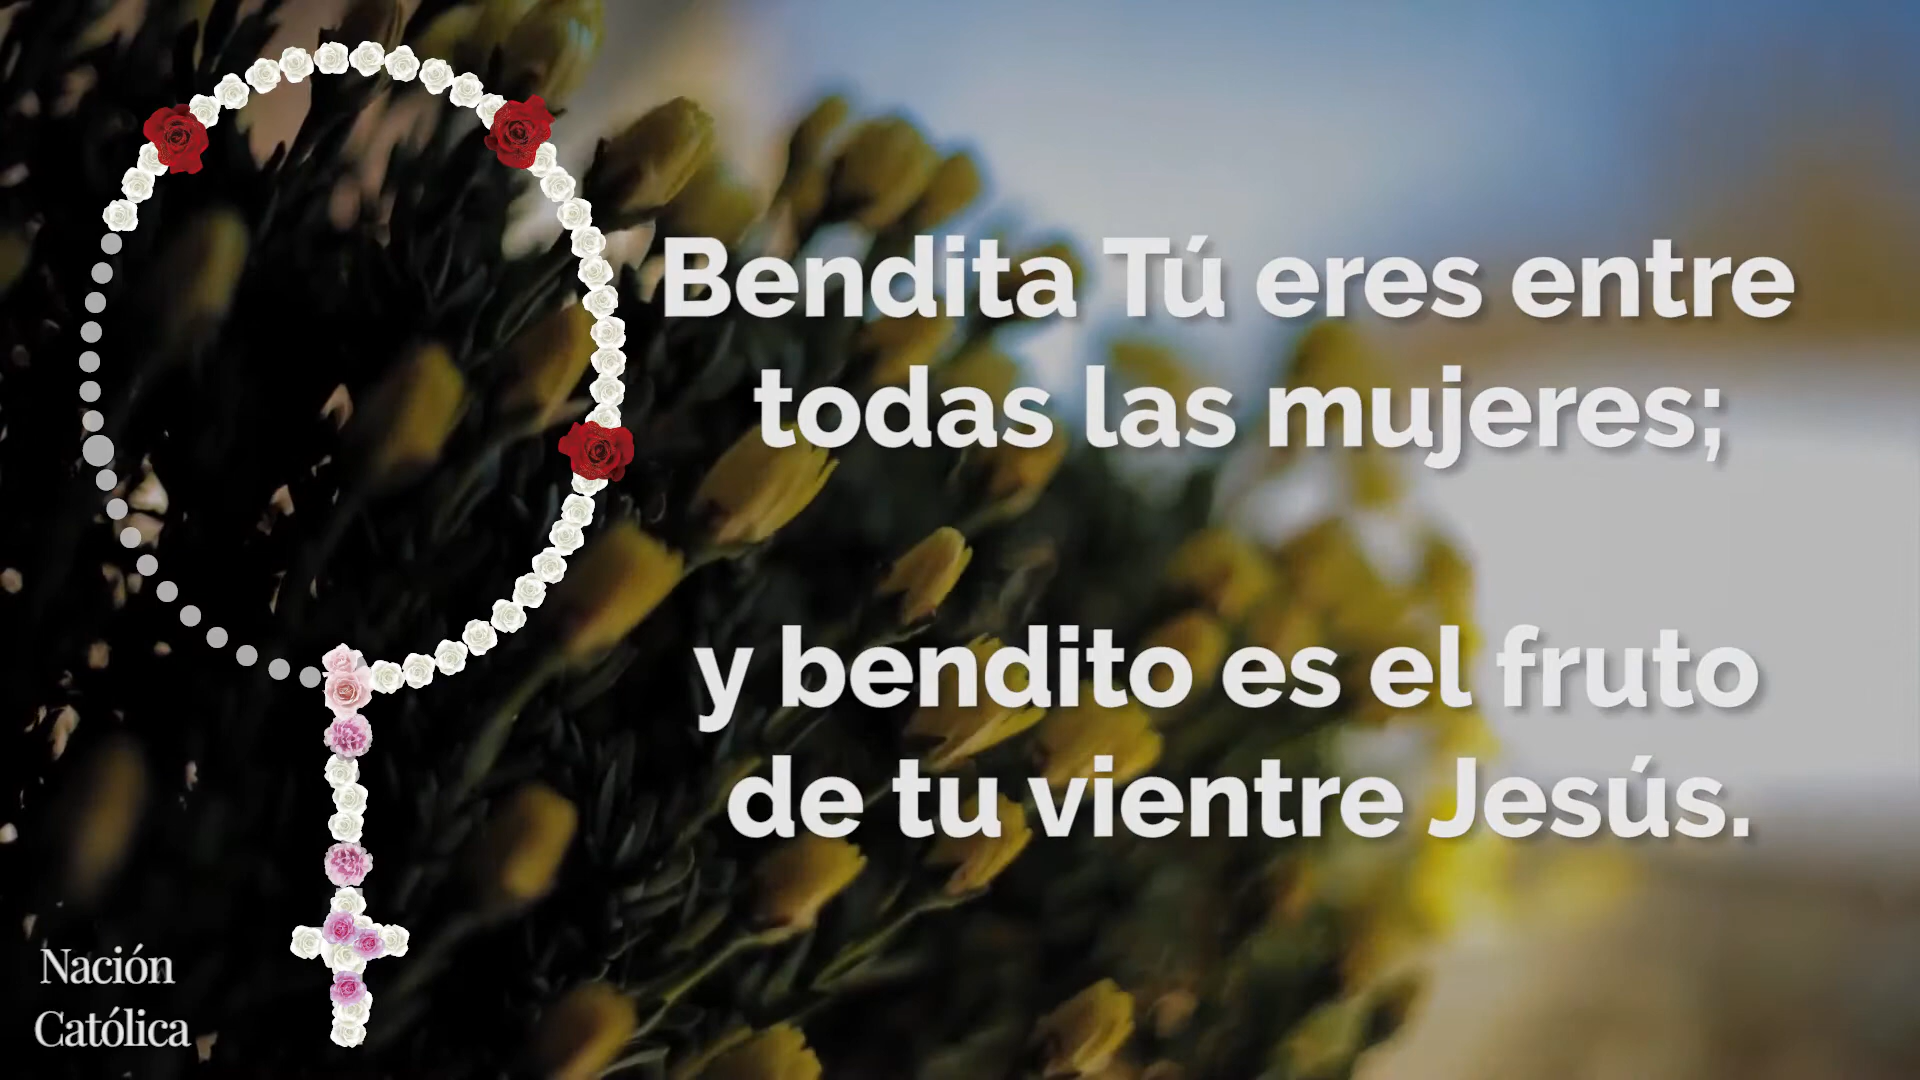 Bendita Tú eres entre
todas las mujeres;
y bendito es el fruto
de tu vientre Jesús.
Nación
Católica